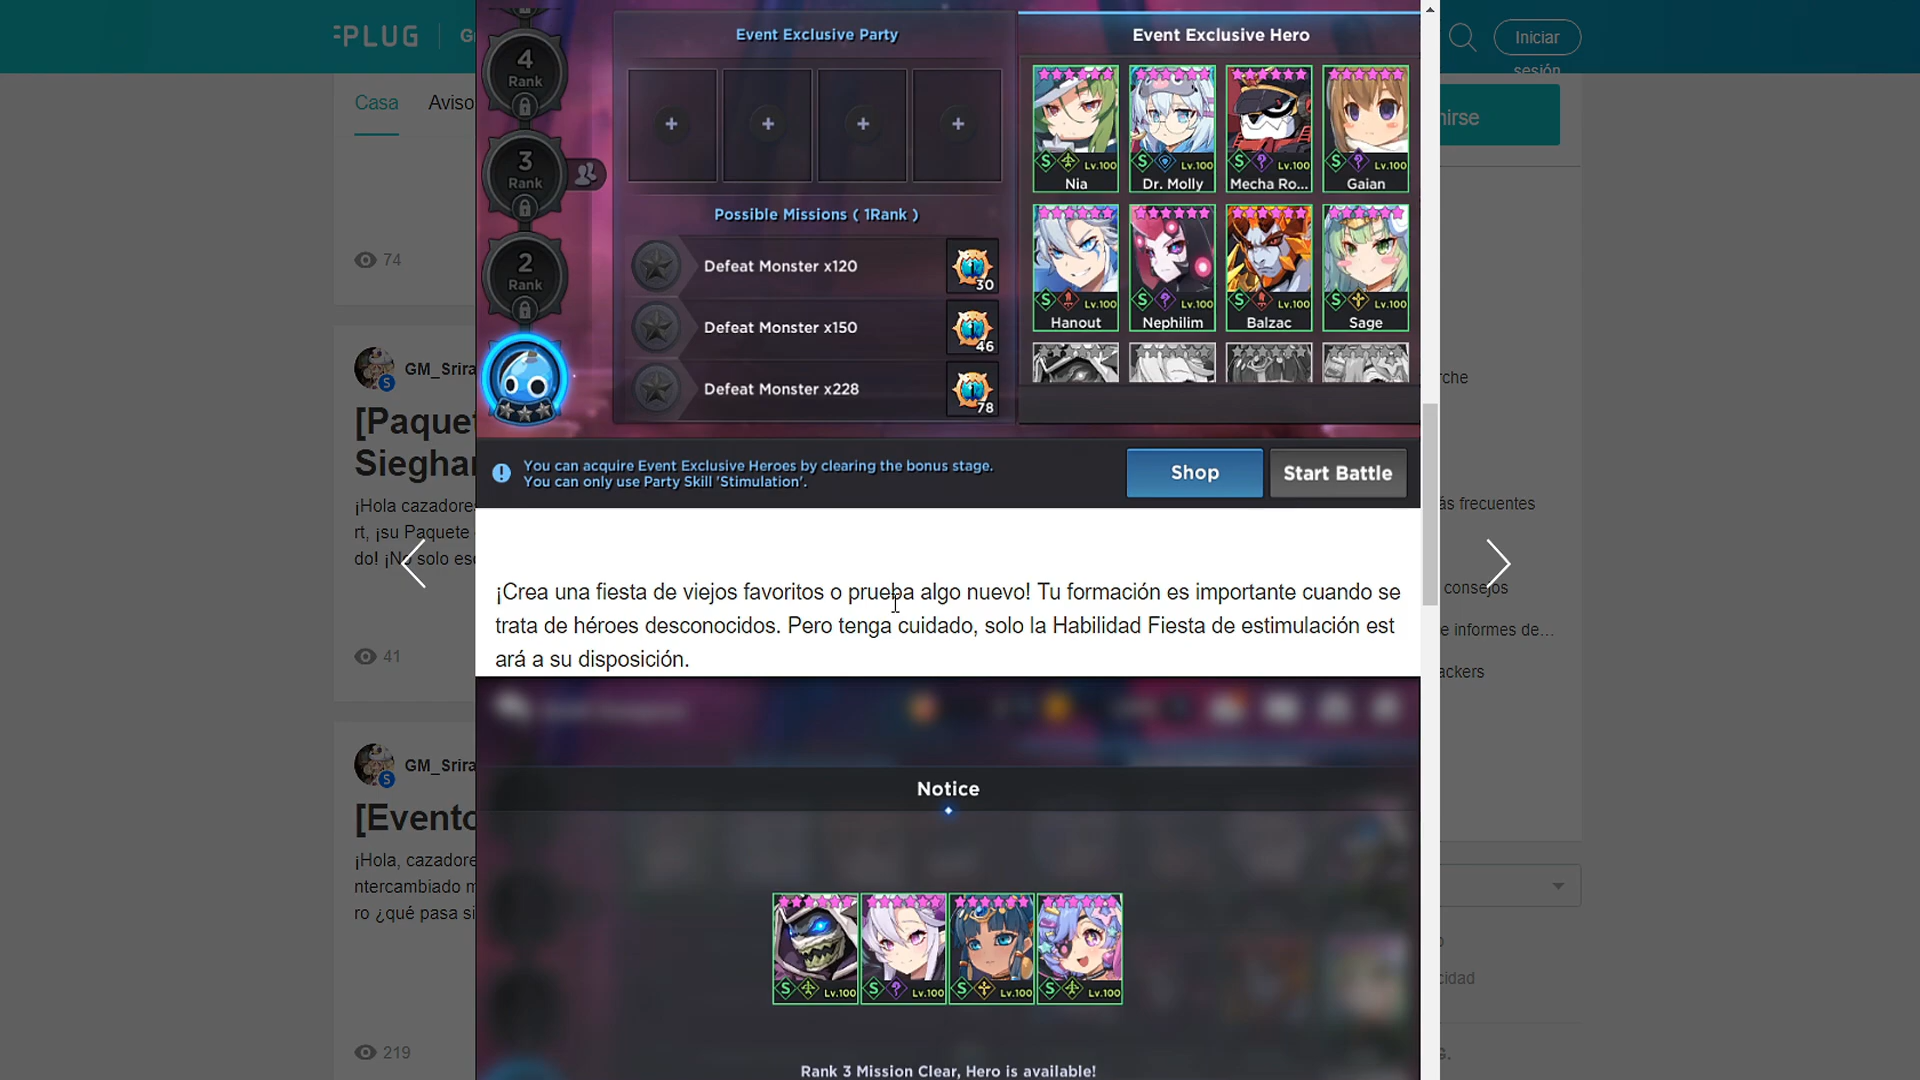 PLUG
G
Iniciar
sesión
Casa
Aviso
nirse
74
GM_Srira
[Paquet
Sieghar
¡Hola cazadore
rt, ¡su Paquete
do! ¡No solo eso
41
GM_Srira
[Evento
¡Hola, cazadore
ntercambiado m
ro ¿qué pasa si
219
4
Rank
3
Rank
2
Rank
Event Exclusive Party
Possible Missions ( 1Rank )
Defeat Monster x120
30
Defeat Monster x150
46
Defeat Monster x228
78
Event Exclusive Hero
S Lv.100
Nia
S Lv.100
Dr. Molly
S Lv.100
Mecha Ro...
S Lv.100
Gaian
S Lv.100
Hanout
S Lv.100
Nephilim
S Lv.100
Balzac
S Lv.100
Sage
You can acquire Event Exclusive Heroes by clearing the bonus stage.
You can only use Party Skill 'Stimulation'.
Shop
Start Battle
¡Crea una fiesta de viejos favoritos o prueba algo nuevo! Tu formación es importante cuando se
trata de héroes desconocidos. Pero tenga cuidado, solo la Habilidad Fiesta de estimulación est
ará a su disposición.
Notice
S Lv.100
S Lv.100
S Lv.100
S Lv.100
Rank 3 Mission Clear, Hero is available!
rche
ás frecuentes
consejos
e informes de...
ackers
cidad
s.